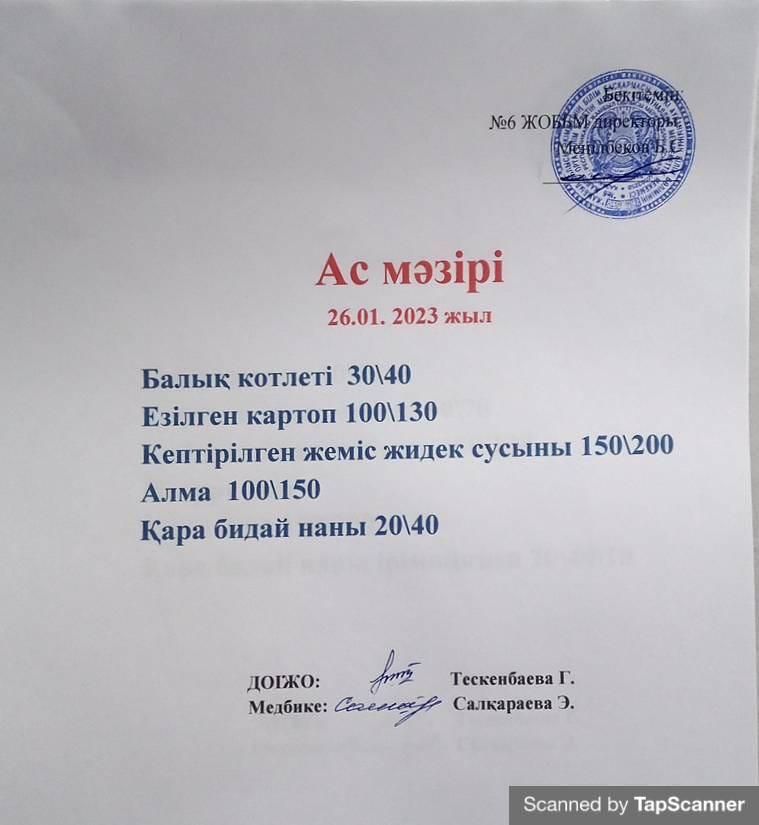 Бекітемін:
№6 ЖОББМ директоры
Меңлібеков Б.С
Ас мәзірі
26.01. 2023 жыл
Балық котлеті 30\40
Езілген картоп 100\130
Кептірілген жеміс жидек сусыны 150\200
Алма 100\150
Қара бидай наны 20\40
ДОІЖО: Тескенбаева Г.
Медбике: Салқараева Э.
Scanned by TapScanner